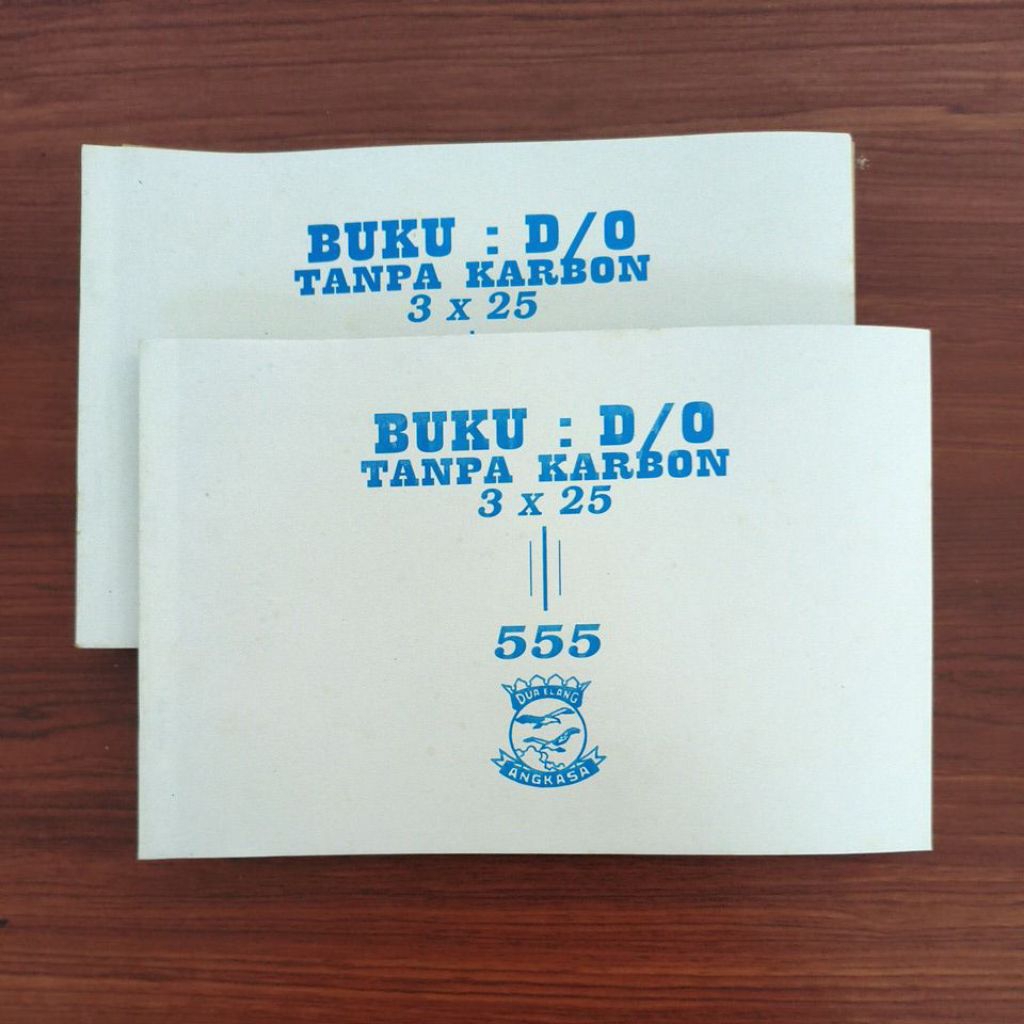 BUKU : D/O
TANPA KARBON
3 X 25
BUKU : D/O
TANPA KARBON
3 X 25
555
DUA ELANG
ANGKASA